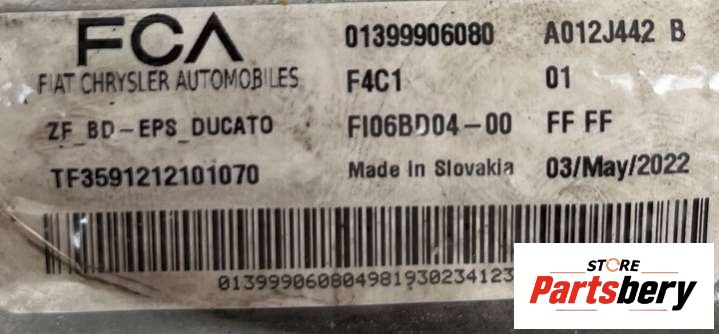 FCA 01399906080 A012J442 B
FIAT CHRYSLER AUTOMOBILES F4C1 01
ZF_BD-EPS_DUCATO FI06BD04-00 FF FF
TF3591212101070 Made in Slovakia 03/May/2022
013999060804981930234123
STORE
Partsbery